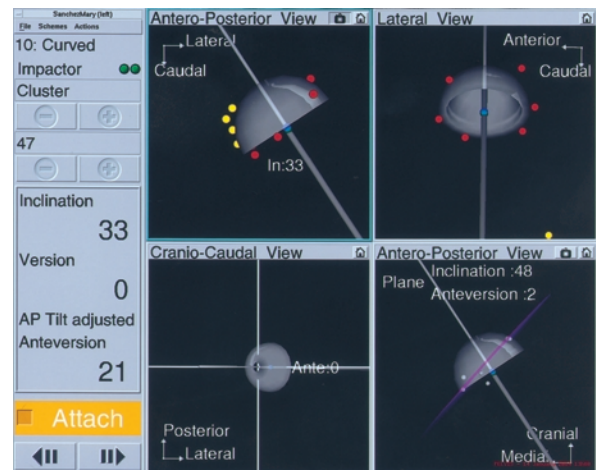 SanchezMary (left)
File Schemes Actions
10: Curved
Impactor
Cluster
47
Inclination
33
Version
0
AP Tilt adjusted
Anteversion
21
Attach
Antero-Posterior View
Lateral
Caudal
In:33
Lateral View
Anterior
Caudal
Cranio-Caudal View
Ante:0
Posterior
Lateral
Antero-Posterior View
Inclination :48
Plane
Anteversion :2
Cranial
Media